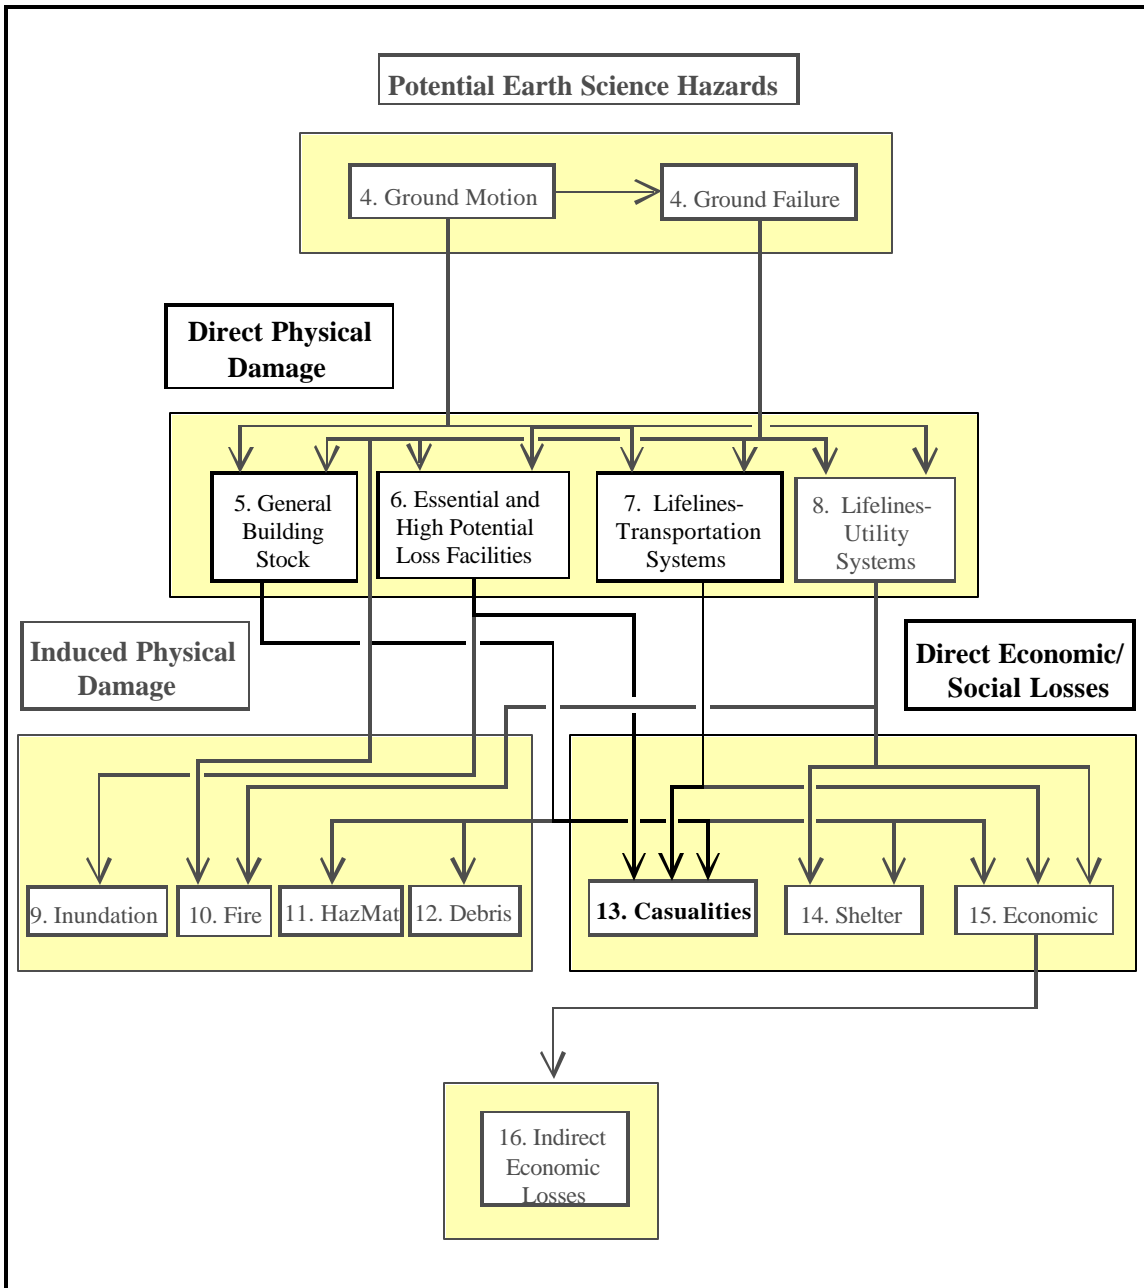 Potential Earth Science Hazards
4. Ground Motion
4. Ground Failure
Direct Physical
Damage
5. General
Building
Stock
6. Essential and
High Potential
Loss Facilities
7. Lifelines-
Transportation
Systems
8. Lifelines-
Utility
Systems
Induced Physical
Damage
Direct Economic/
Social Losses
9. Inundation
10. Fire
11. HazMat
12. Debris
13. Casualities
14. Shelter
15. Economic
16. Indirect
Economic
Losses